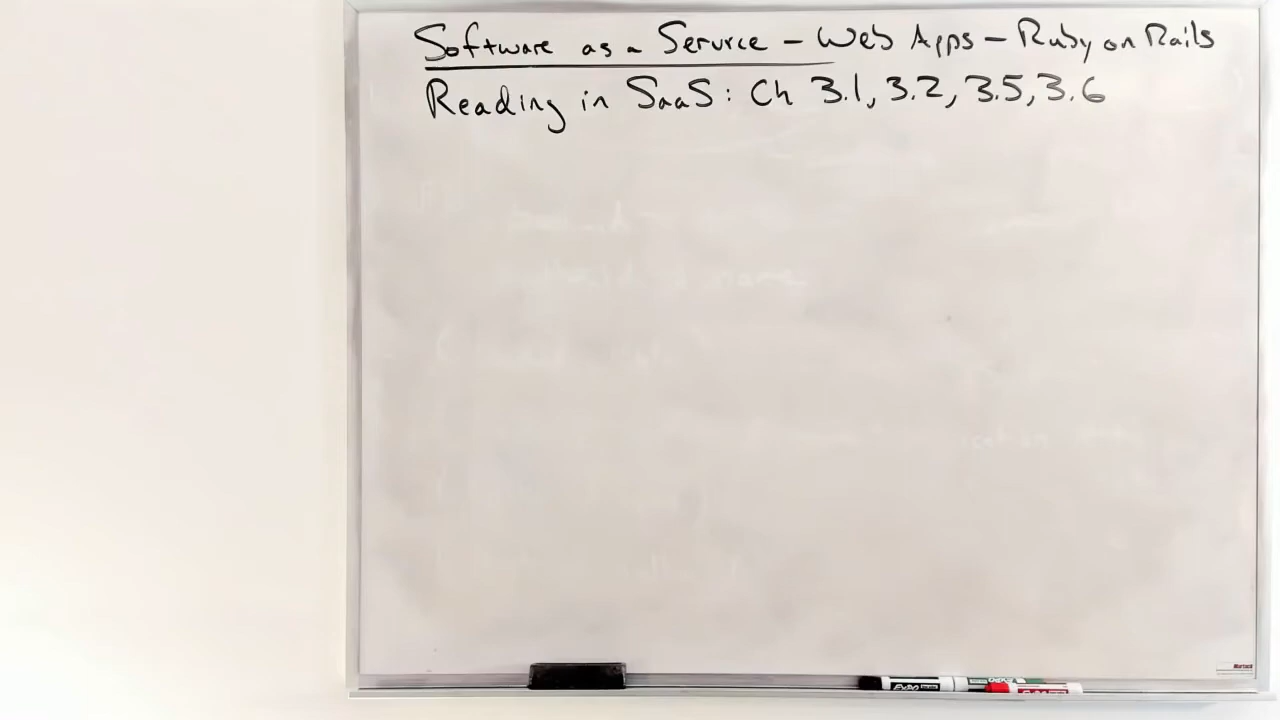 Software as a Service – Web Apps – Ruby on Rails
Reading in SaaS: Ch 3.1, 3.2, 3.5, 3.6
EXPO